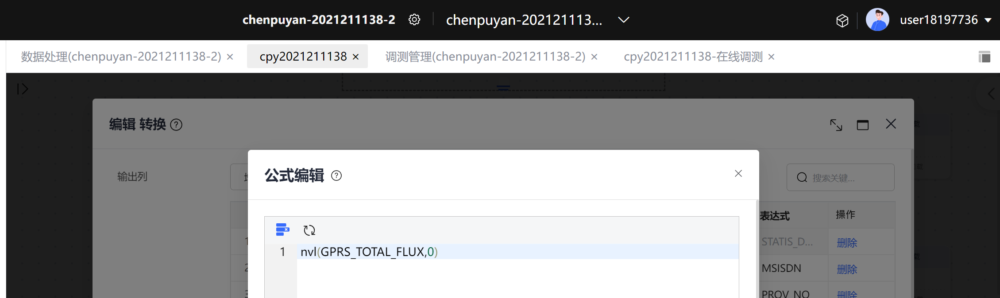 chenpuyan-2021211138-2
chenpuyan-202121113...
user18197736
数据处理(chenpuyan-2021211138-2)
cpy2021211138
调测管理(chenpuyan-2021211138-2)
cpy2021211138-在线调测
编辑 转换
输出列
公式编辑
搜索关键...
表达式
操作
1
nvl(GPRS_TOTAL_FLUX,0)
1
STATIS_D...
删除
2
MSISDN
删除
3
PROV_NO
删除